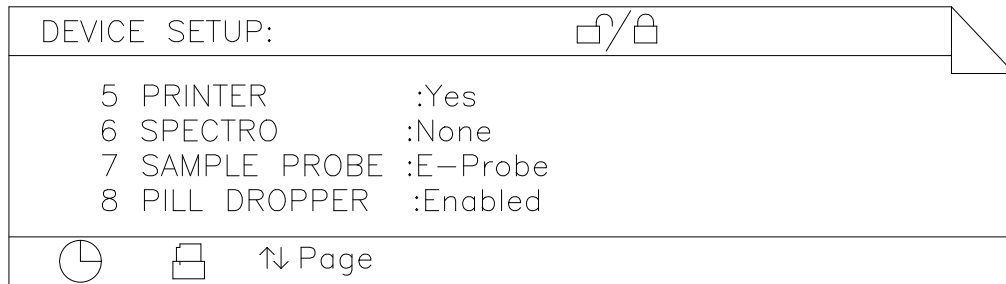 DEVICE SETUP:
5 PRINTER :Yes
6 SPECTRO :None
7 SAMPLE PROBE :E-Probe
8 PILL DROPPER :Enabled
↑↓ Page